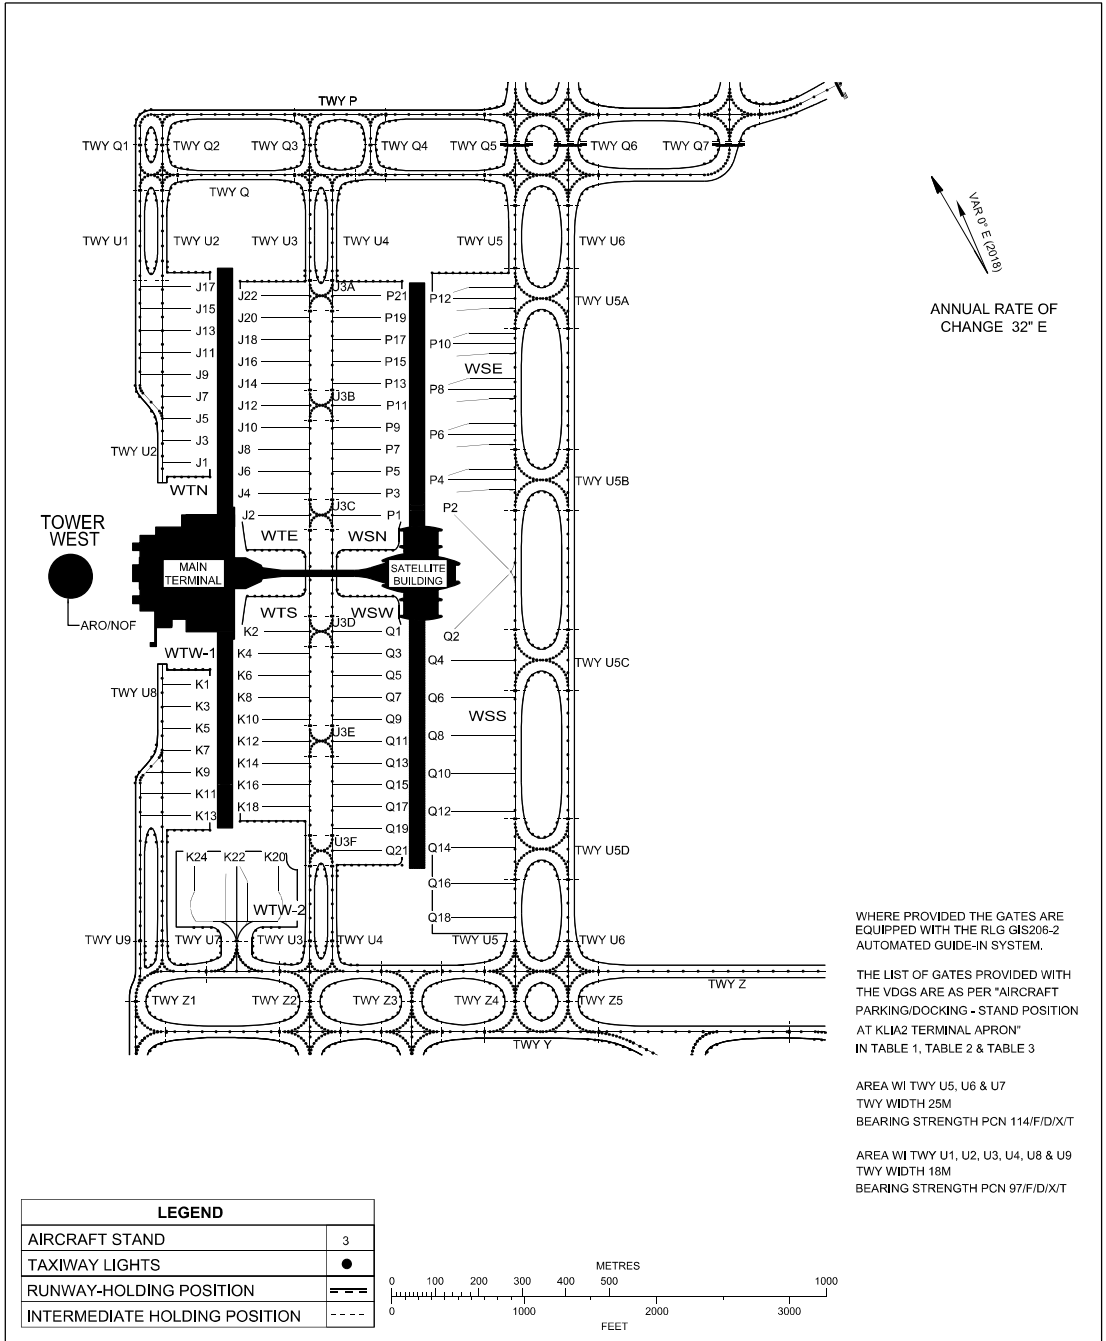 TWY P
TWY Q1
TWY Q2
TWY Q3
TWY Q4
TWY Q5
TWY Q6
TWY Q7
TWY Q
TWY U1
TWY U2
TWY U3
TWY U4
TWY U5
TWY U6
VAR 0° E (2018)
ANNUAL RATE OF
CHANGE 32" E
J17
J15
J13
J11
J9
J7
J5
J3
J1
TWY U2
WTN
J22
J20
J18
J16
J14
J12
J10
J8
J6
J4
J2
WTE
U3A
U3B
U3C
P21
P19
P17
P15
P13
P11
P9
P7
P5
P3
P1
WSN
P12
P10
WSE
P8
P6
P4
P2
TWY U5A
TWY U5B
TOWER
WEST
ARO/NOF
MAIN
TERMINAL
SATELLITE
BUILDING
WTS
WSW
WTW-1
TWY U8
K1
K3
K5
K7
K9
K11
K13
K2
K4
K6
K8
K10
K12
K14
K16
K18
U3D
U3E
U3F
Q1
Q3
Q5
Q7
Q9
Q11
Q13
Q15
Q17
Q19
Q21
Q2
Q4
Q6
WSS
Q8
Q10
Q12
Q14
Q16
Q18
TWY U5C
TWY U5D
K24
K22
K20
WTW-2
TWY U9
TWY U7
TWY U3
TWY U4
TWY U5
TWY U6
TWY Z
TWY Z1
TWY Z2
TWY Z3
TWY Z4
TWY Z5
TWY Y
WHERE PROVIDED THE GATES ARE
EQUIPPED WITH THE RLG GIS206-2
AUTOMATED GUIDE-IN SYSTEM.
THE LIST OF GATES PROVIDED WITH
THE VDGS ARE AS PER "AIRCRAFT
PARKING/DOCKING - STAND POSITION
AT KLIA2 TERMINAL APRON"
IN TABLE 1, TABLE 2 & TABLE 3
AREA WI TWY U5, U6 & U7
TWY WIDTH 25M
BEARING STRENGTH PCN 114/F/D/X/T
AREA WI TWY U1, U2, U3, U4, U8 & U9
TWY WIDTH 18M
BEARING STRENGTH PCN 97/F/D/X/T
LEGEND
AIRCRAFT STAND 3
TAXIWAY LIGHTS
RUNWAY-HOLDING POSITION
INTERMEDIATE HOLDING POSITION
METRES
0 100 200 300 400 500 1000
0 1000 2000 3000
FEET